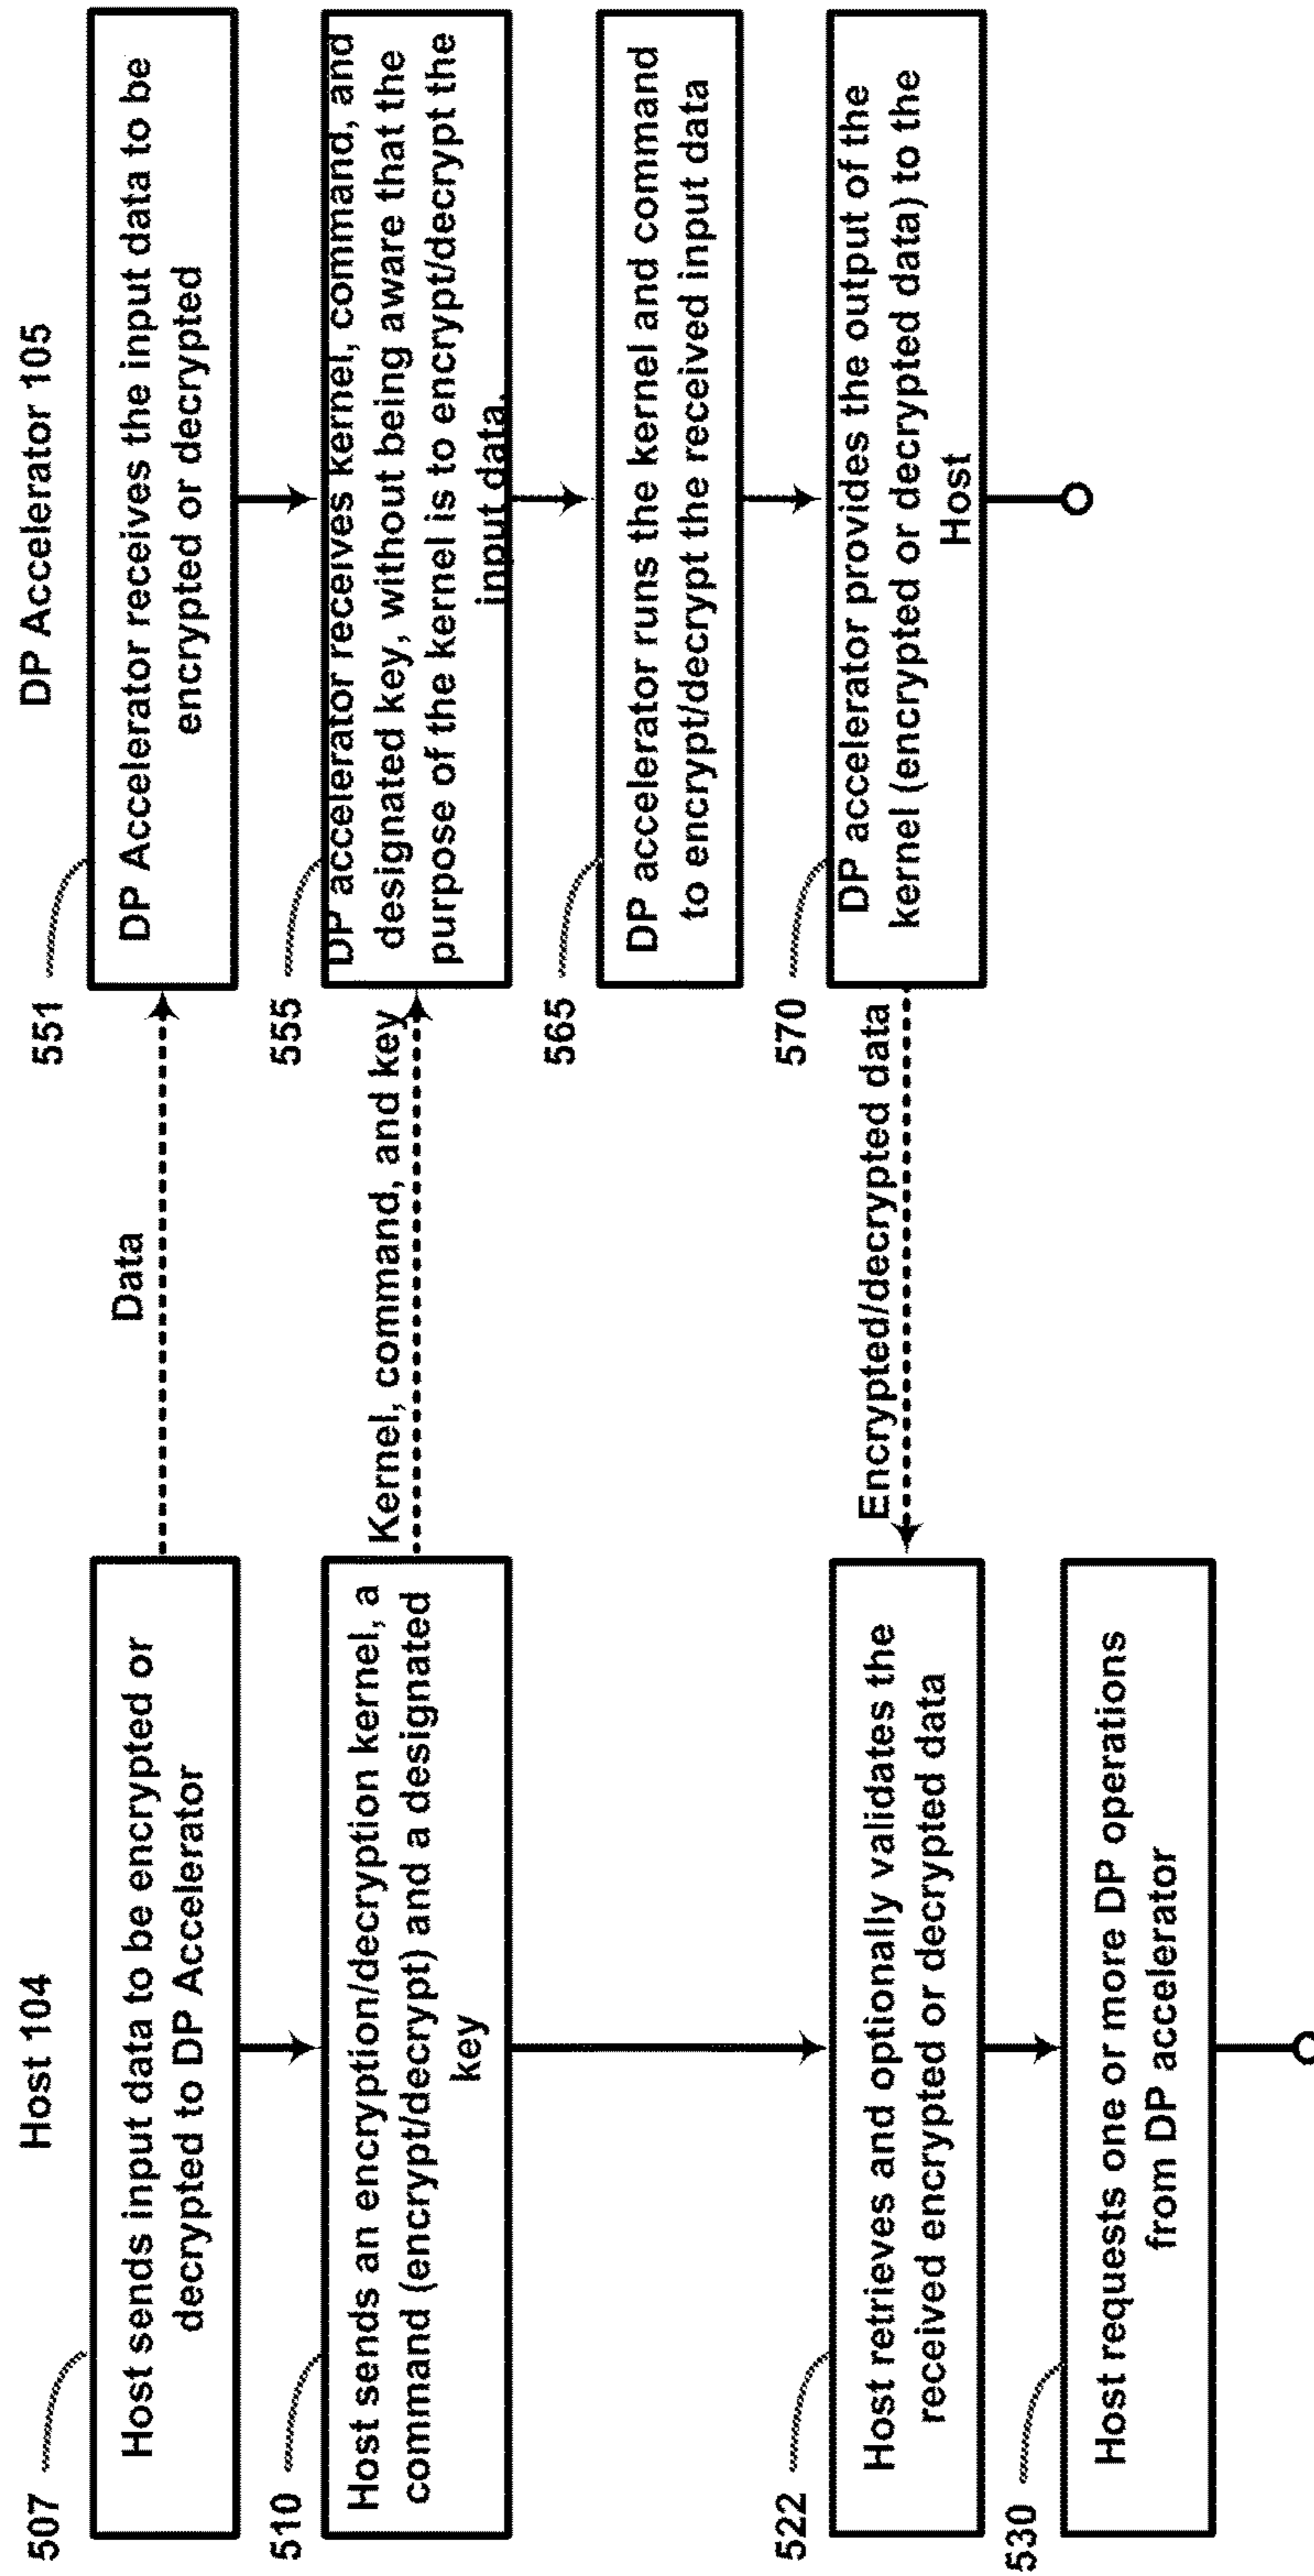 Host 104
DP Accelerator 105
507
Host sends input data to be encrypted or
decrypted to DP Accelerator
Data
551
DP Accelerator receives the input data to be
encrypted or decrypted
510
Host sends an encryption/decryption kernel, a
command (encrypt/decrypt) and a designated
key
Kernel, command, and key
555
DP accelerator receives kernel, command, and
designated key, without being aware that the
purpose of the kernel is to encrypt/decrypt the
input data.
565
DP accelerator runs the kernel and command
to encrypt/decrypt the received input data
570
DP accelerator provides the output of the
kernel (encrypted or decrypted data) to the
Host
Encrypted/decrypted data
522
Host retrieves and optionally validates the
received encrypted or decrypted data
530
Host requests one or more DP operations
from DP accelerator